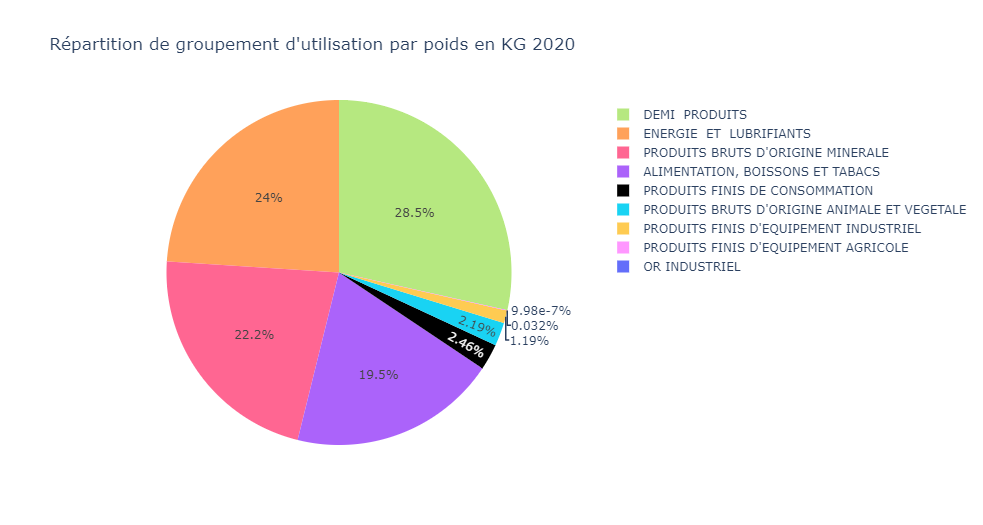 Répartition de groupement d'utilisation par poids en KG 2020
DEMI  PRODUITS
ENERGIE  ET  LUBRIFIANTS
PRODUITS BRUTS D'ORIGINE MINERALE
ALIMENTATION, BOISSONS ET TABACS
PRODUITS FINIS DE CONSOMMATION
PRODUITS BRUTS D'ORIGINE ANIMALE ET VEGETALE
PRODUITS FINIS D'EQUIPEMENT INDUSTRIEL
PRODUITS FINIS D'EQUIPEMENT AGRICOLE
OR INDUSTRIEL
24%
28.5%
9.98e-7%
0.032%
1.19%
2.19%
2.46%
22.2%
19.5%